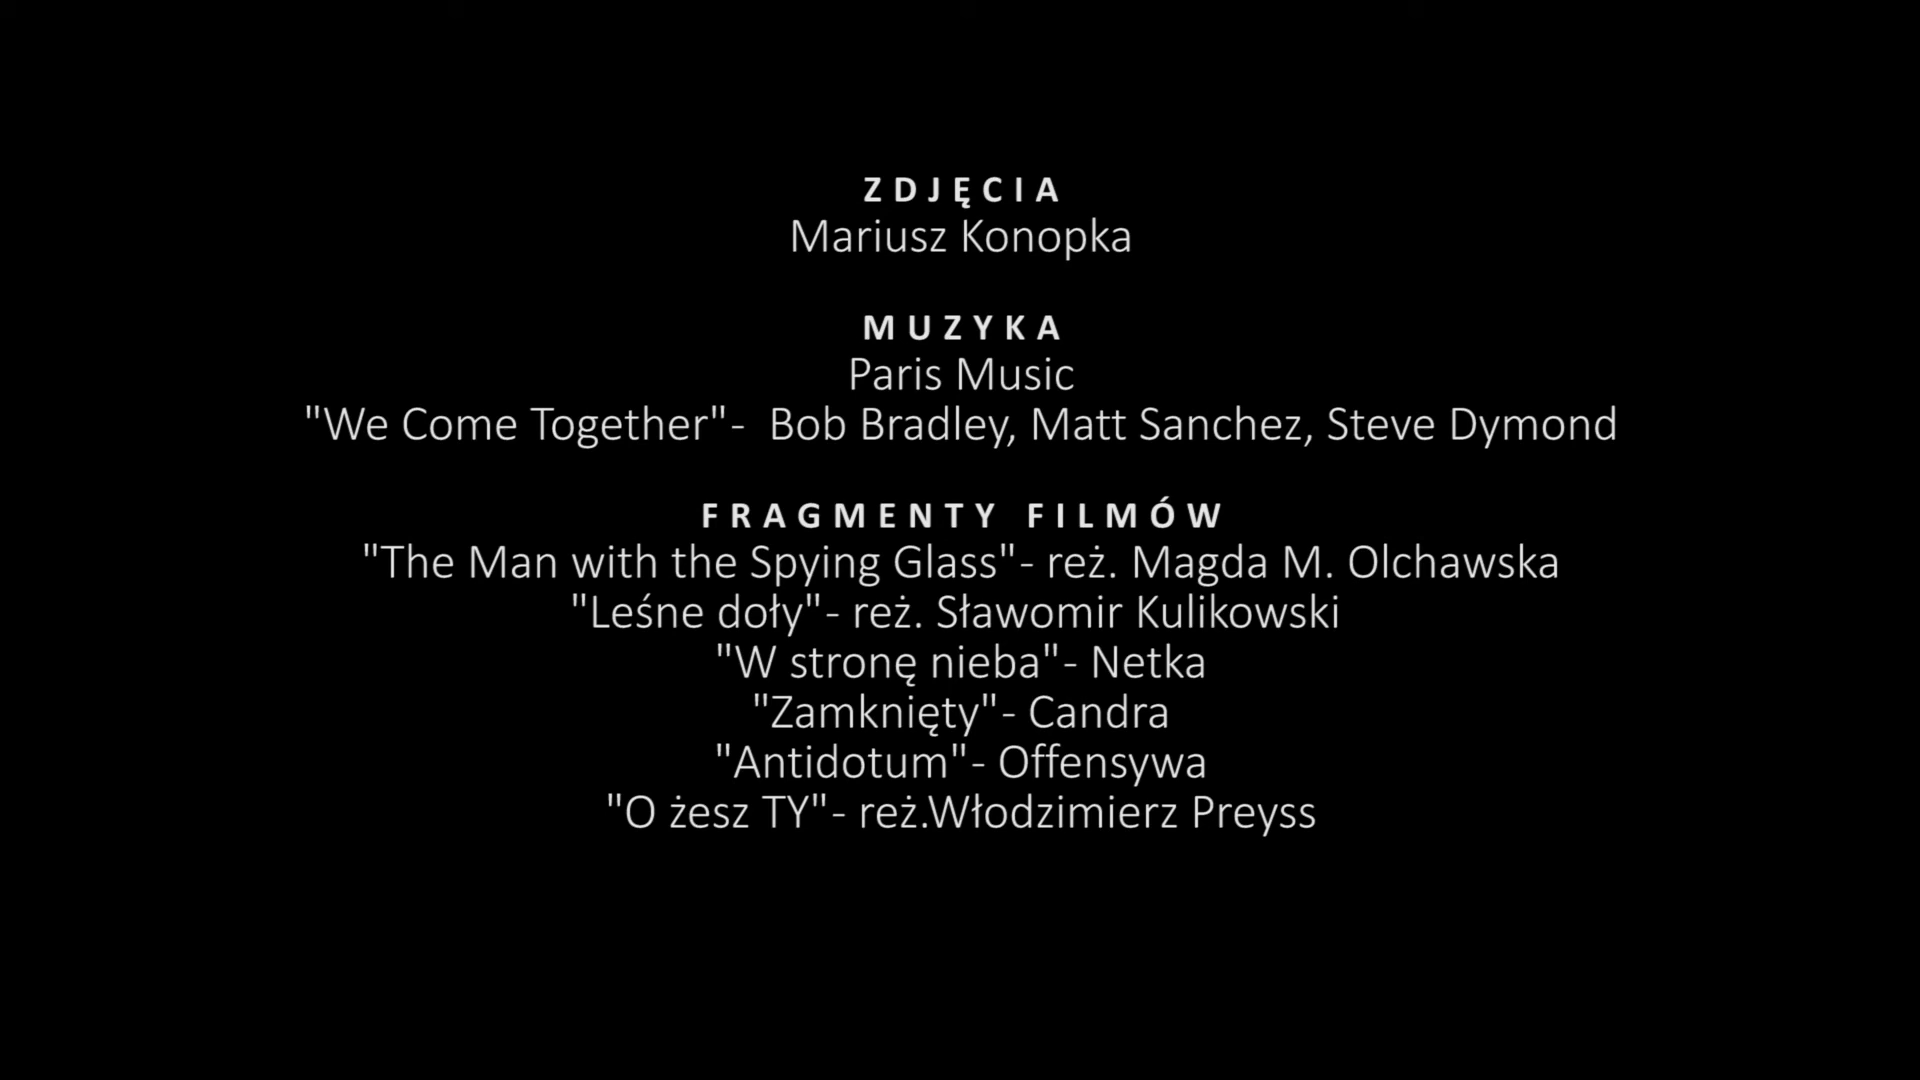 ZDJĘCIA
Mariusz Konopka
MUZYKA
Paris Music
"We Come Together"-  Bob Bradley, Matt Sanchez, Steve Dymond
FRAGMENTY FILMÓW
"The Man with the Spying Glass"- reż. Magda M. Olchawska
"Leśne doły"- reż. Sławomir Kulikowski
"W stronę nieba"- Netka
"Zamknięty"- Candra
"Antidotum"- Offensywa
"O żesz TY"- reż.Włodzimierz Preyss